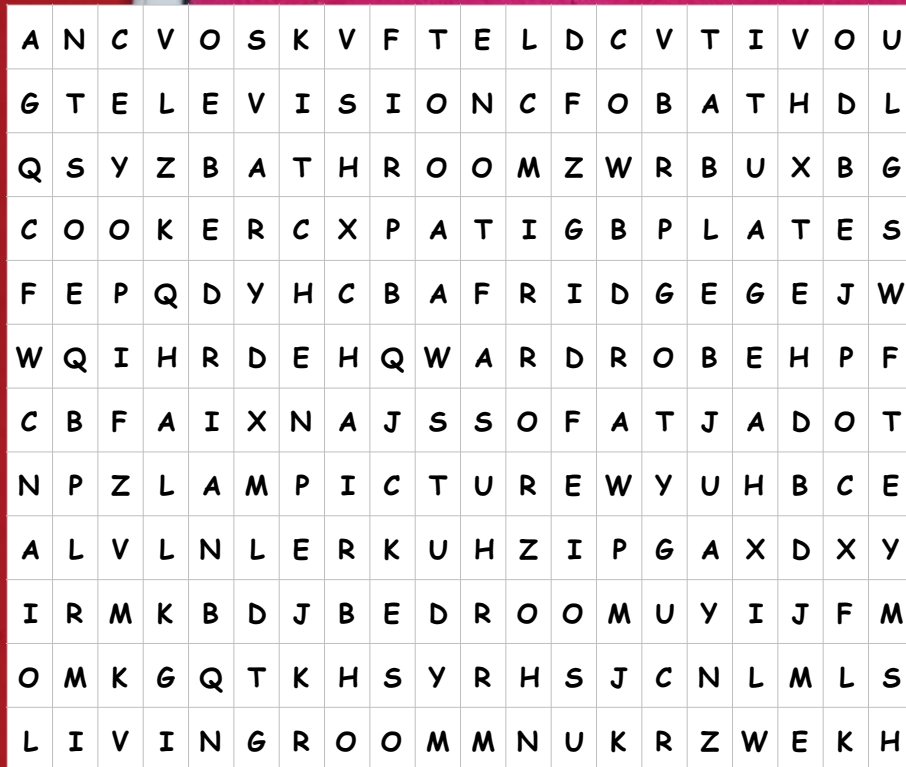 A N C V O S K V F T E L D C V T I V O U
G T E L E V I S I O N C F O B A T H D L
Q S Y Z B A T H R O O M Z W R B U X B G
C O O K E R C X P A T I G B P L A T E S
F E P Q D Y H C B A F R I D G E G E J W
W Q I H R D E H Q W A R D R O B E H P F
C B F A I X N A J S S O F A T J A D O T
N P Z L A M P I C T U R E W Y U H B C E
A L V L N L E R K U H Z I P G A X D X Y
I R M K B D J B E D R O O M U Y I J F M
O M K G Q T K H S Y R H S J C N L M L S
L I V I N G R O O M M N U K R Z W E K H